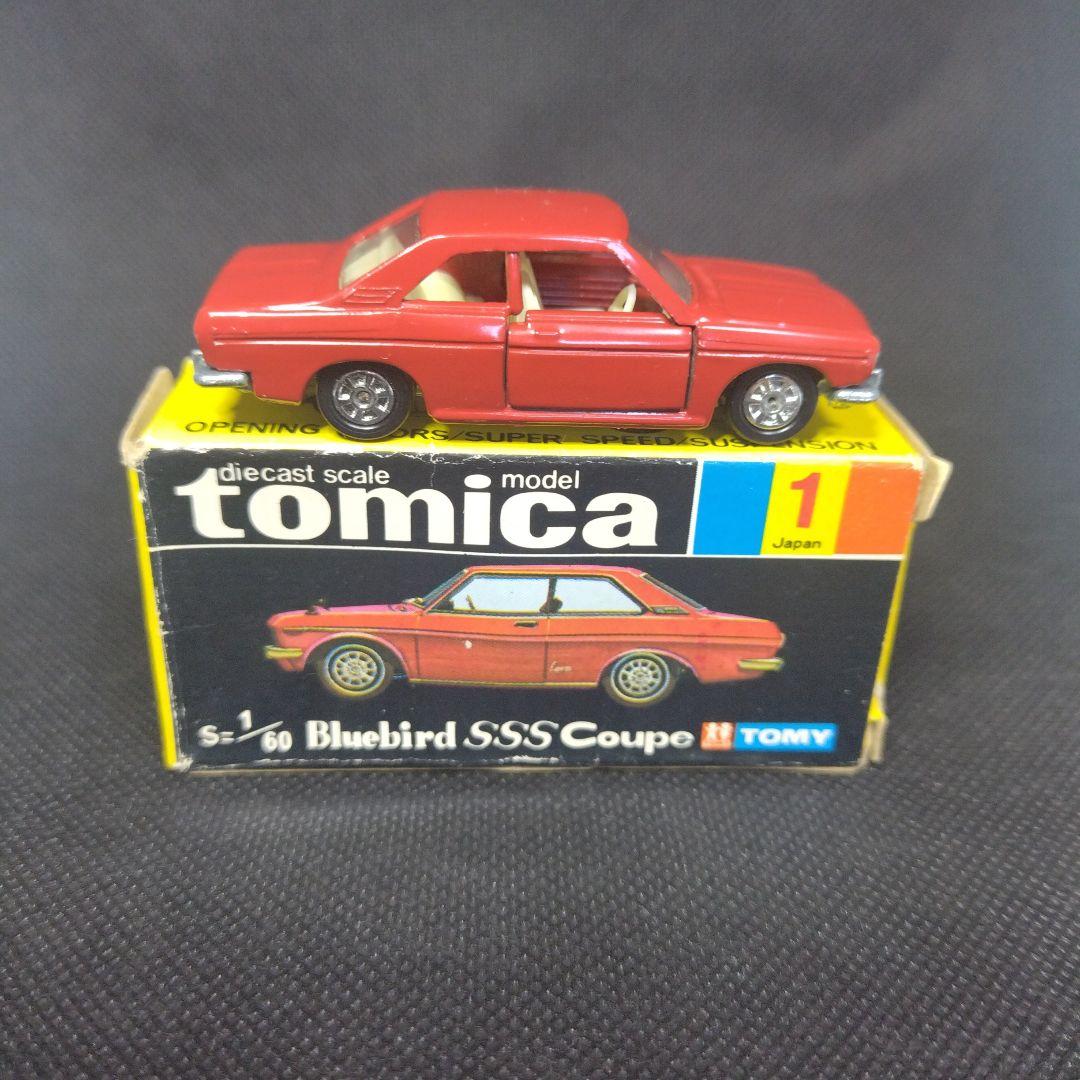 OPENING DOORS/SUPER SPEED/SUSPENSION
diecast scale model
tomica
1
Japan
S=1/60 Bluebird SSS Coupe TOMY